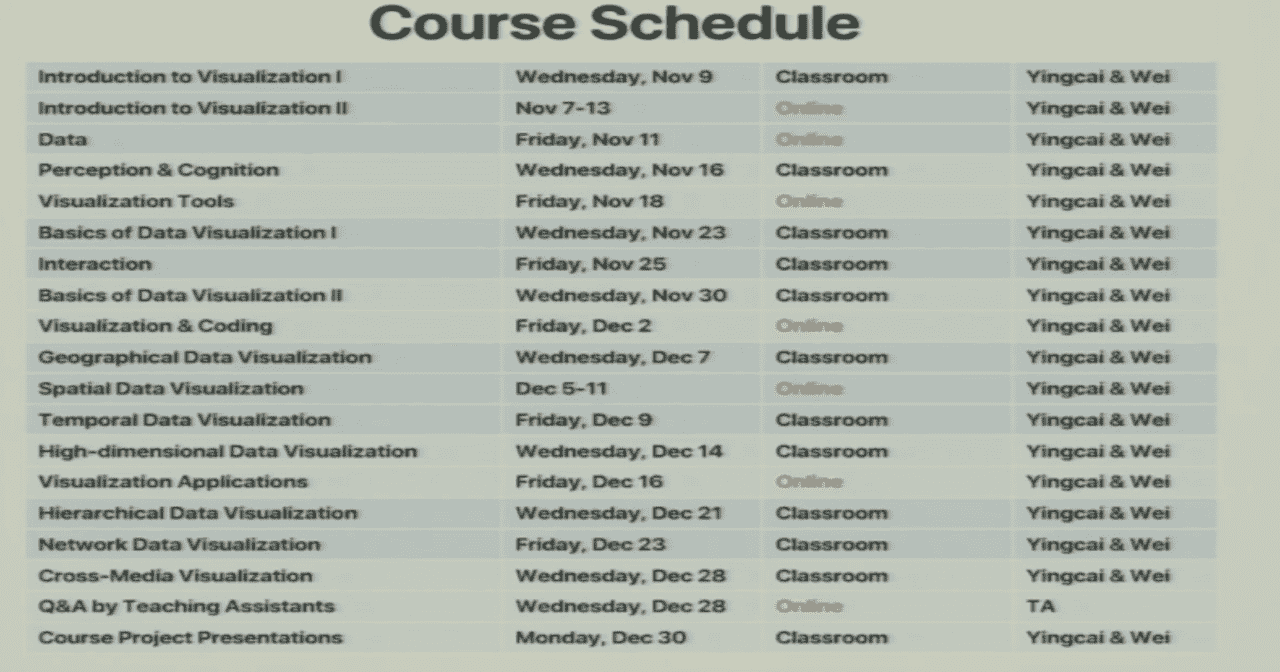 Course Schedule
Introduction to Visualization I Wednesday, Nov 9 Classroom Yingcai & Wei
Introduction to Visualization II Nov 7-13 Online Yingcai & Wei
Data Friday, Nov 11 Online Yingcai & Wei
Perception & Cognition Wednesday, Nov 16 Classroom Yingcai & Wei
Visualization Tools Friday, Nov 18 Online Yingcai & Wei
Basics of Data Visualization I Wednesday, Nov 23 Classroom Yingcai & Wei
Interaction Friday, Nov 25 Classroom Yingcai & Wei
Basics of Data Visualization II Wednesday, Nov 30 Classroom Yingcai & Wei
Visualization & Coding Friday, Dec 2 Online Yingcai & Wei
Geographical Data Visualization Wednesday, Dec 7 Classroom Yingcai & Wei
Spatial Data Visualization Dec 5-11 Online Yingcai & Wei
Temporal Data Visualization Friday, Dec 9 Classroom Yingcai & Wei
High-dimensional Data Visualization Wednesday, Dec 14 Classroom Yingcai & Wei
Visualization Applications Friday, Dec 16 Online Yingcai & Wei
Hierarchical Data Visualization Wednesday, Dec 21 Classroom Yingcai & Wei
Network Data Visualization Friday, Dec 23 Classroom Yingcai & Wei
Cross-Media Visualization Wednesday, Dec 28 Classroom Yingcai & Wei
Q&A by Teaching Assistants Wednesday, Dec 28 Online TA
Course Project Presentations Monday, Dec 30 Classroom Yingcai & Wei